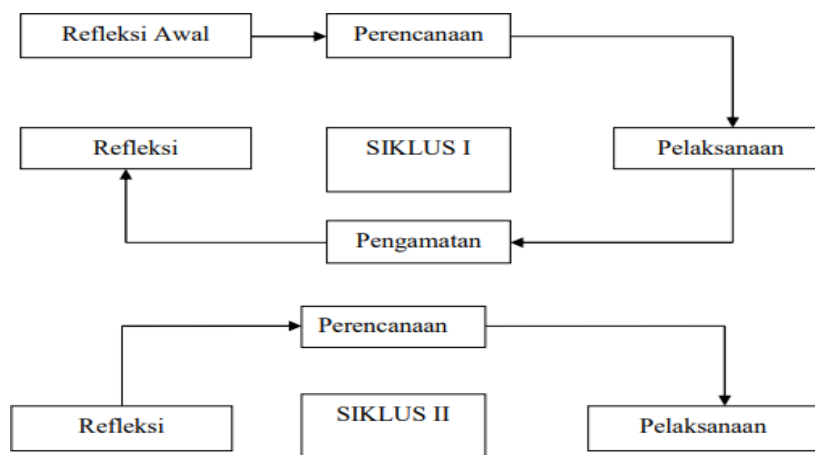 Refleksi Awal
Perencanaan
Refleksi
SIKLUS I
Pelaksanaan
Pengamatan
Perencanaan
Refleksi
SIKLUS II
Pelaksanaan